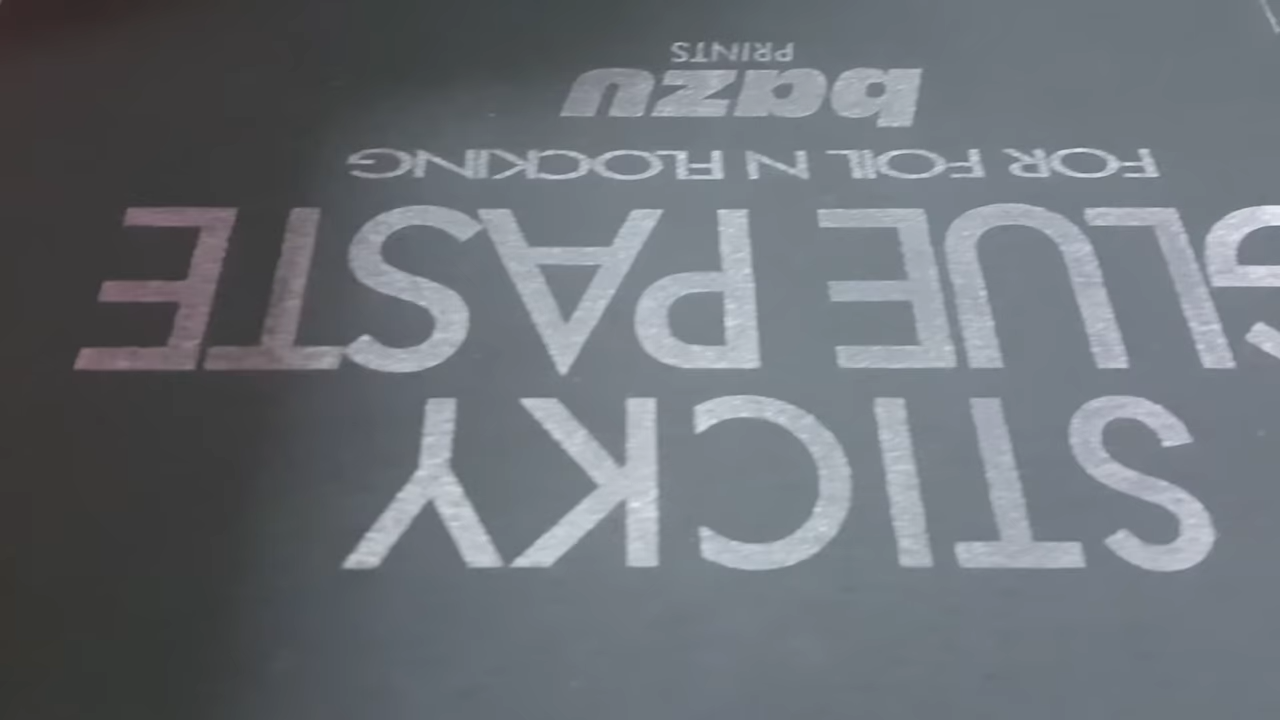 STICKY
GLUE PASTE
FOR FOIL N FLOCKING
bazu
PRINTS